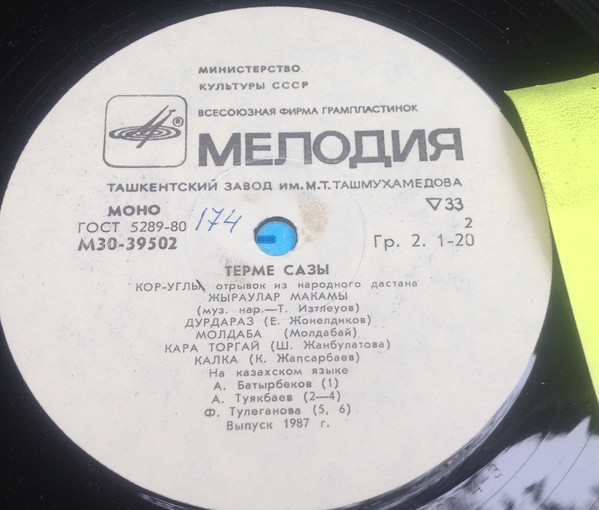 МИНИСТЕРСТВО
КУЛЬТУРЫ СССР
ВСЕСОЮЗНАЯ ФИРМА ГРАМПЛАСТИНОК
® МЕЛОДИЯ
ТАШКЕНТСКИЙ ЗАВОД ИМ. М.Т. ТАШМУХАМЕДОВА
МОНО ▽33
ГОСТ 5289-80 174 2
М30-39502 Гр. 2. 1-20
ТЕРМЕ САЗЫ
КОР-УГЛЫ, отрывок из народного дастана
ЖЫРАУЛАР МАКАМЫ
(муз. нар.—Т. Изтлеуов)
ДУРДАРАЗ (Е. Жонелдиков)
МОЛДАБА (Молдабай)
КАРА ТОРГАЙ (Ш. Жанбулатова)
КАЛКА (К. Жапсарбаев)
На казахском языке
А. Батырбеков (1)
А. Туякбаев (2—4)
Ф. Тулеганова (5, 6)
Выпуск 1987 г.